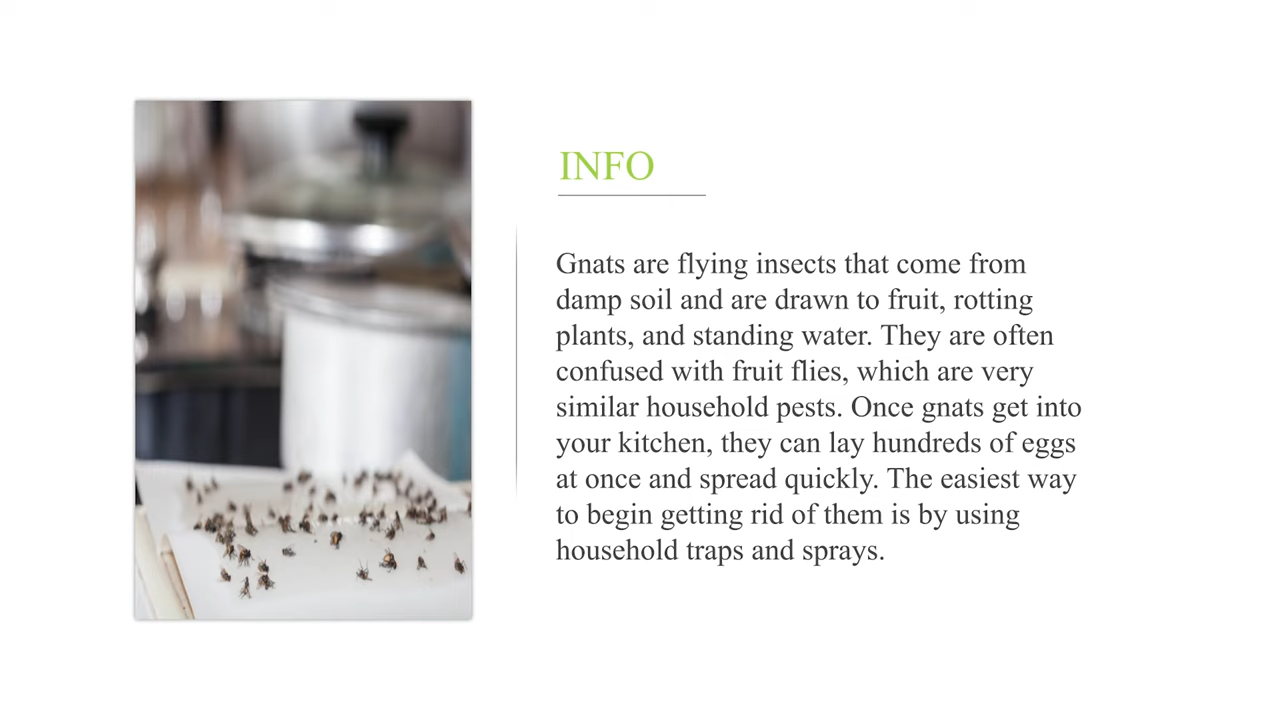 INFO
Gnats are flying insects that come from
damp soil and are drawn to fruit, rotting
plants, and standing water. They are often
confused with fruit flies, which are very
similar household pests. Once gnats get into
your kitchen, they can lay hundreds of eggs
at once and spread quickly. The easiest way
to begin getting rid of them is by using
household traps and sprays.